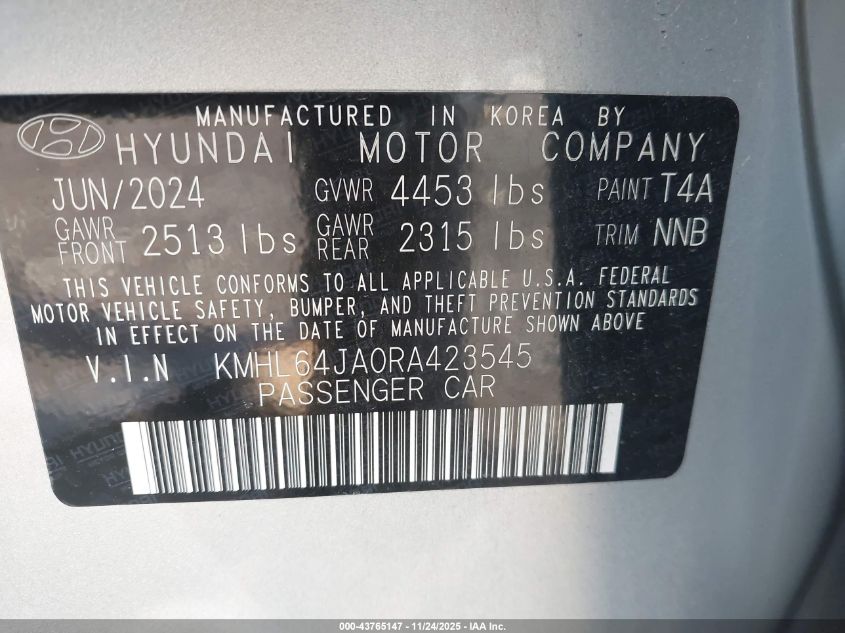 MANUFACTURED IN KOREA BY
HYUNDAI MOTOR COMPANY
JUN/2024 GVWR 4453 lbs PAINT T4A
GAWR FRONT 2513 lbs GAWR REAR 2315 lbs TRIM NNB
THIS VEHICLE CONFORMS TO ALL APPLICABLE U.S.A. FEDERAL
MOTOR VEHICLE SAFETY, BUMPER, AND THEFT PREVENTION STANDARDS
IN EFFECT ON THE DATE OF MANUFACTURE SHOWN ABOVE
V.I.N KMHL64JA0RA423545
PASSENGER CAR
000-43765147 - 11/24/2025 - IAA Inc.